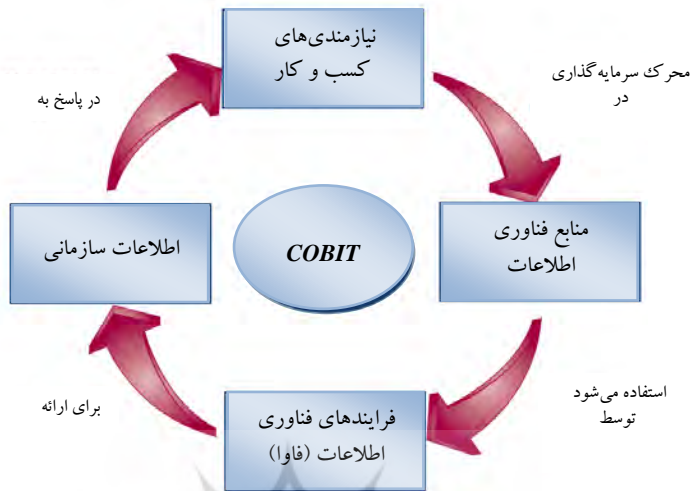 نیازمندی‌های
کسب و کار
محرک سرمایه‌گذاری
در
منابع فناوری
اطلاعات
استفاده می‌شود
توسط
فرایندهای فناوری
اطلاعات (فاوا)
برای ارائه
اطلاعات سازمانی
در پاسخ به
COBIT